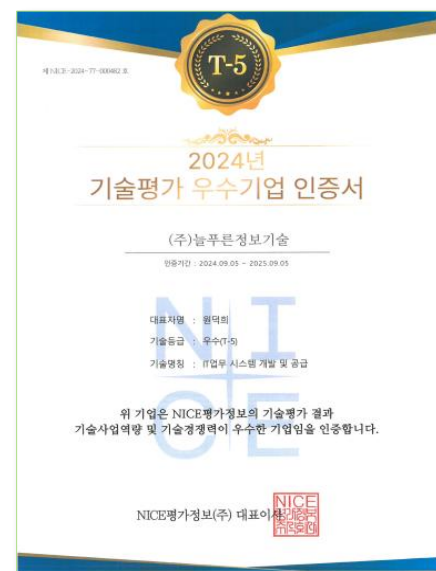 T-5
2024년
기술평가 우수기업 인증서
(주)늘푸른정보기술
인증기간 : 2024.09.05 ~ 2025.09.05
대표자명 : 원덕희
기술등급 : 우수(T-5)
기술명칭 : IT업무 시스템 개발 및 공급
NICE
위 기업은 NICE평가정보의 기술평가 결과
기술사업역량 및 기술경쟁력이 우수한 기업임을 인증합니다.
NICE평가정보(주) 대표이사
NICE